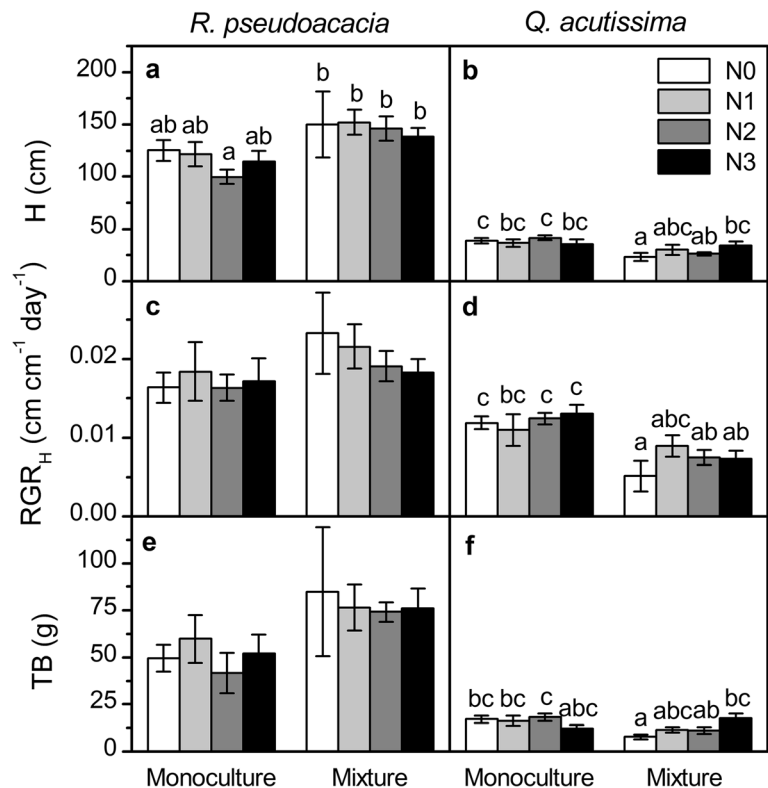 R. pseudoacacia Q. acutissima
H (cm)
200
150
100
50
0
a
ab ab a ab
b b b b
b
N0
N1
N2
N3
c bc c bc
a abc ab bc
RGRH (cm cm⁻¹ day⁻¹)
0.02
0.01
0.00
c
d
c bc c c
a abc ab ab
TB (g)
100
75
50
25
0
e
f
bc bc c abc
a abc ab bc
Monoculture Mixture Monoculture Mixture